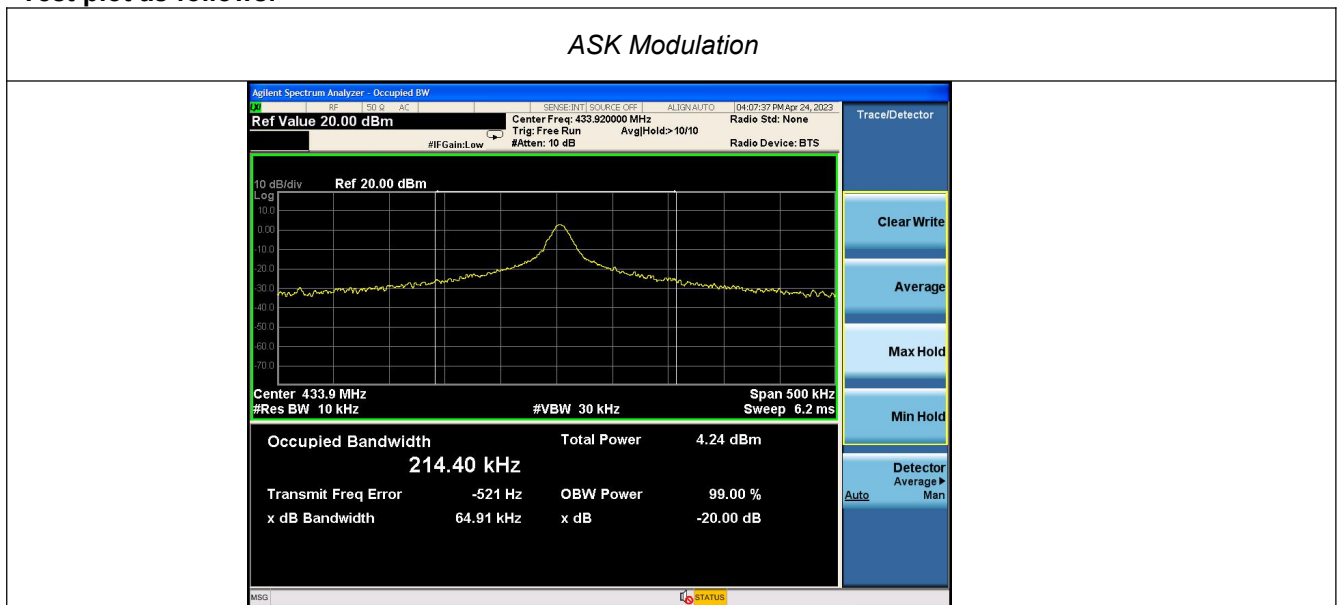 Test plot as follows:
ASK Modulation
Agilent Spectrum Analyzer - Occupied BW
LXI RF 50 Ω AC SENSE:INT SOURCE OFF ALIGN AUTO 04:07:37 PM Apr 24, 2023
Ref Value 20.00 dBm
Center Freq: 433.920000 MHz Radio Std: None
Trig: Free Run Avg|Hold:> 10/10
#IFGain:Low #Atten: 10 dB Radio Device: BTS
10 dB/div Ref 20.00 dBm
Log
10.0
0.00
-10.0
-20.0
-30.0
-40.0
-50.0
-60.0
-70.0
Center 433.9 MHz Span 500 kHz
#Res BW 10 kHz #VBW 30 kHz Sweep 6.2 ms
Occupied Bandwidth Total Power 4.24 dBm
214.40 kHz
Transmit Freq Error -521 Hz OBW Power 99.00 %
x dB Bandwidth 64.91 kHz x dB -20.00 dB
MSG STATUS
Trace/Detector
Clear Write
Average
Max Hold
Min Hold
Detector
Average▶
Auto Man